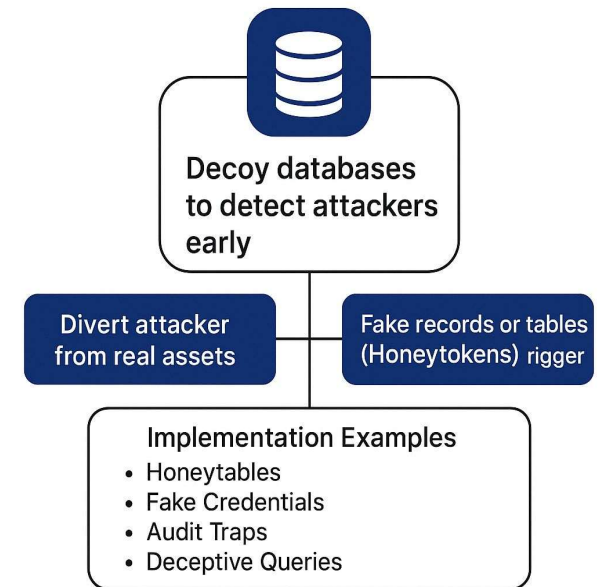 Decoy databases
to detect attackers
early
Divert attacker
from real assets
Fake records or tables
(Honeytokens) rigger
Implementation Examples
• Honeytables
• Fake Credentials
• Audit Traps
• Deceptive Queries